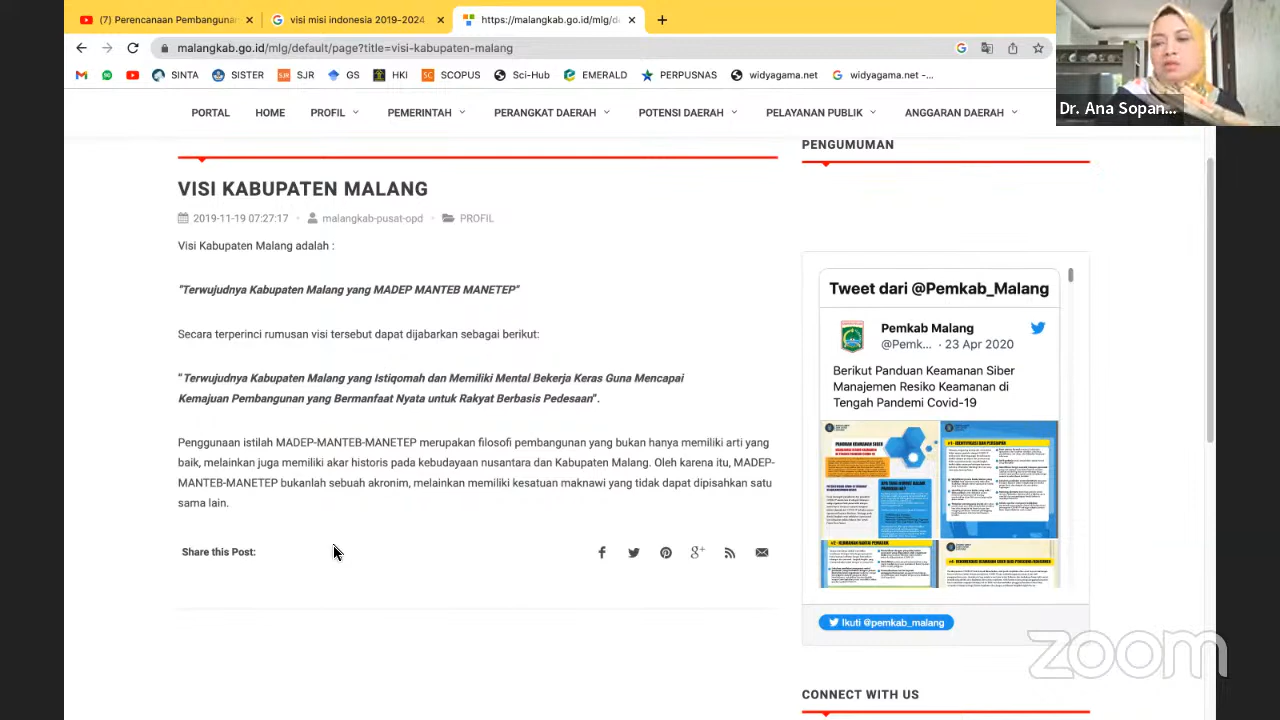 (7) Perencanaan Pembanguna
visi misi indonesia 2019-2024
https://malangkab.go.id/mlg/de
malangkab.go.id/mlg/default/page?title=visi-kabupaten-malang
SINTA
SISTER
SJR
GS
HKI
SCOPUS
Sci-Hub
EMERALD
PERPUSNAS
widyagama.net
widyagama.net -...
Dr. Ana Sopan...
PORTAL
HOME
PROFIL
PEMERINTAH
PERANGKAT DAERAH
POTENSI DAERAH
PELAYANAN PUBLIK
ANGGARAN DAERAH
PENGUMUMAN
VISI KABUPATEN MALANG
2019-11-19 07:27:17
malangkab-pusat-opd
PROFIL
Visi Kabupaten Malang adalah :
"Terwujudnya Kabupaten Malang yang MADEP MANTEB MANETEP"
Secara terperinci rumusan visi tersebut dapat dijabarkan sebagai berikut:
"Terwujudnya Kabupaten Malang yang Istiqomah dan Memiliki Mental Bekerja Keras Guna Mencapai
Kemajuan Pembangunan yang Bermanfaat Nyata untuk Rakyat Berbasis Pedesaan".
Penggunaan istilah MADEP-MANTEB-MANETEP merupakan filosofi pembangunan yang bukan hanya memiliki arti yang
baik, melainkan juga memiliki akar historis pada kebudayaan nusantara dan Kabupaten Malang. Oleh karena itu, MADEP-
MANTEB-MANETEP bukanlah sebuah akronim, melainkan memiliki kesatuan maknawi yang tidak dapat dipisahkan satu
sama lain.
Share this Post:
Tweet dari @Pemkab_Malang
Pemkab Malang
@Pemk... · 23 Apr 2020
Berikut Panduan Keamanan Siber
Manajemen Resiko Keamanan di
Tengah Pandemi Covid-19
Ikuti @pemkab_malang
CONNECT WITH US
zoom